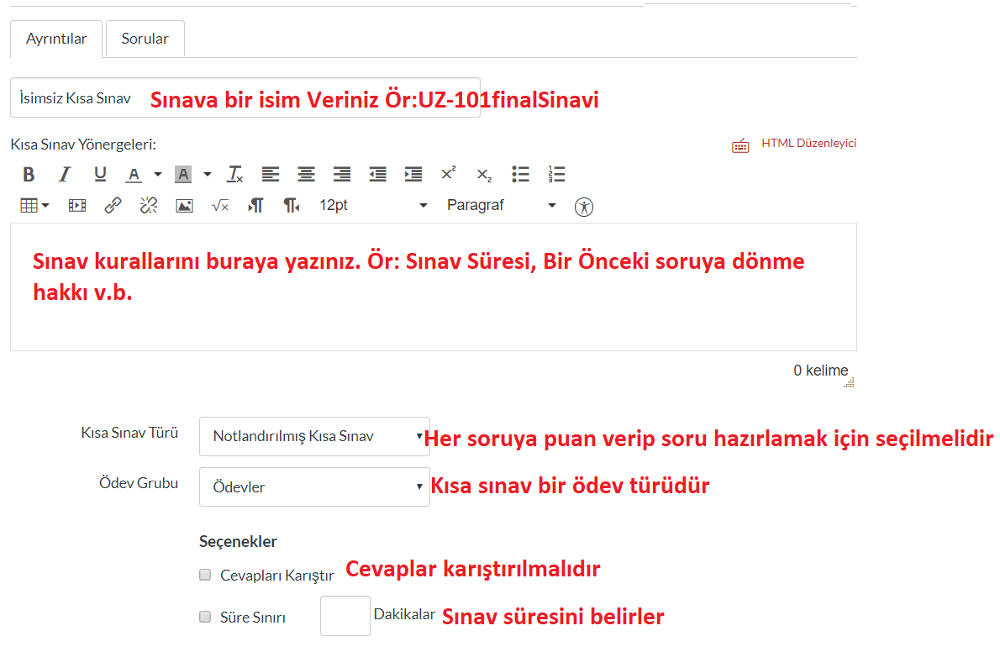 Ayrıntılar Sorular
İsimsiz Kısa Sınav Sınava bir isim Veriniz Ör:UZ-101finalSinavi
Kısa Sınav Yönergeleri: HTML Düzenleyici
12pt Paragraf
Sınav kurallarını buraya yazınız. Ör: Sınav Süresi, Bir Önceki soruya dönme
hakkı v.b.
0 kelime
Kısa Sınav Türü Notlandırılmış Kısa Sınav Her soruya puan verip soru hazırlamak için seçilmelidir
Ödev Grubu Ödevler Kısa sınav bir ödev türüdür
Seçenekler
Cevapları Karıştır Cevaplar karıştırılmalıdır
Süre Sınırı Dakikalar Sınav süresini belirler